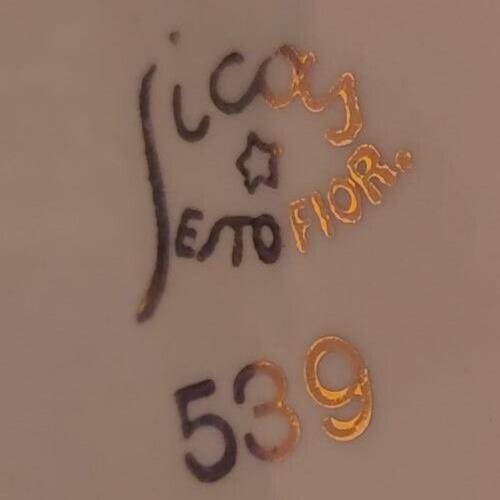 Sicas
SESTO FIOR.
539